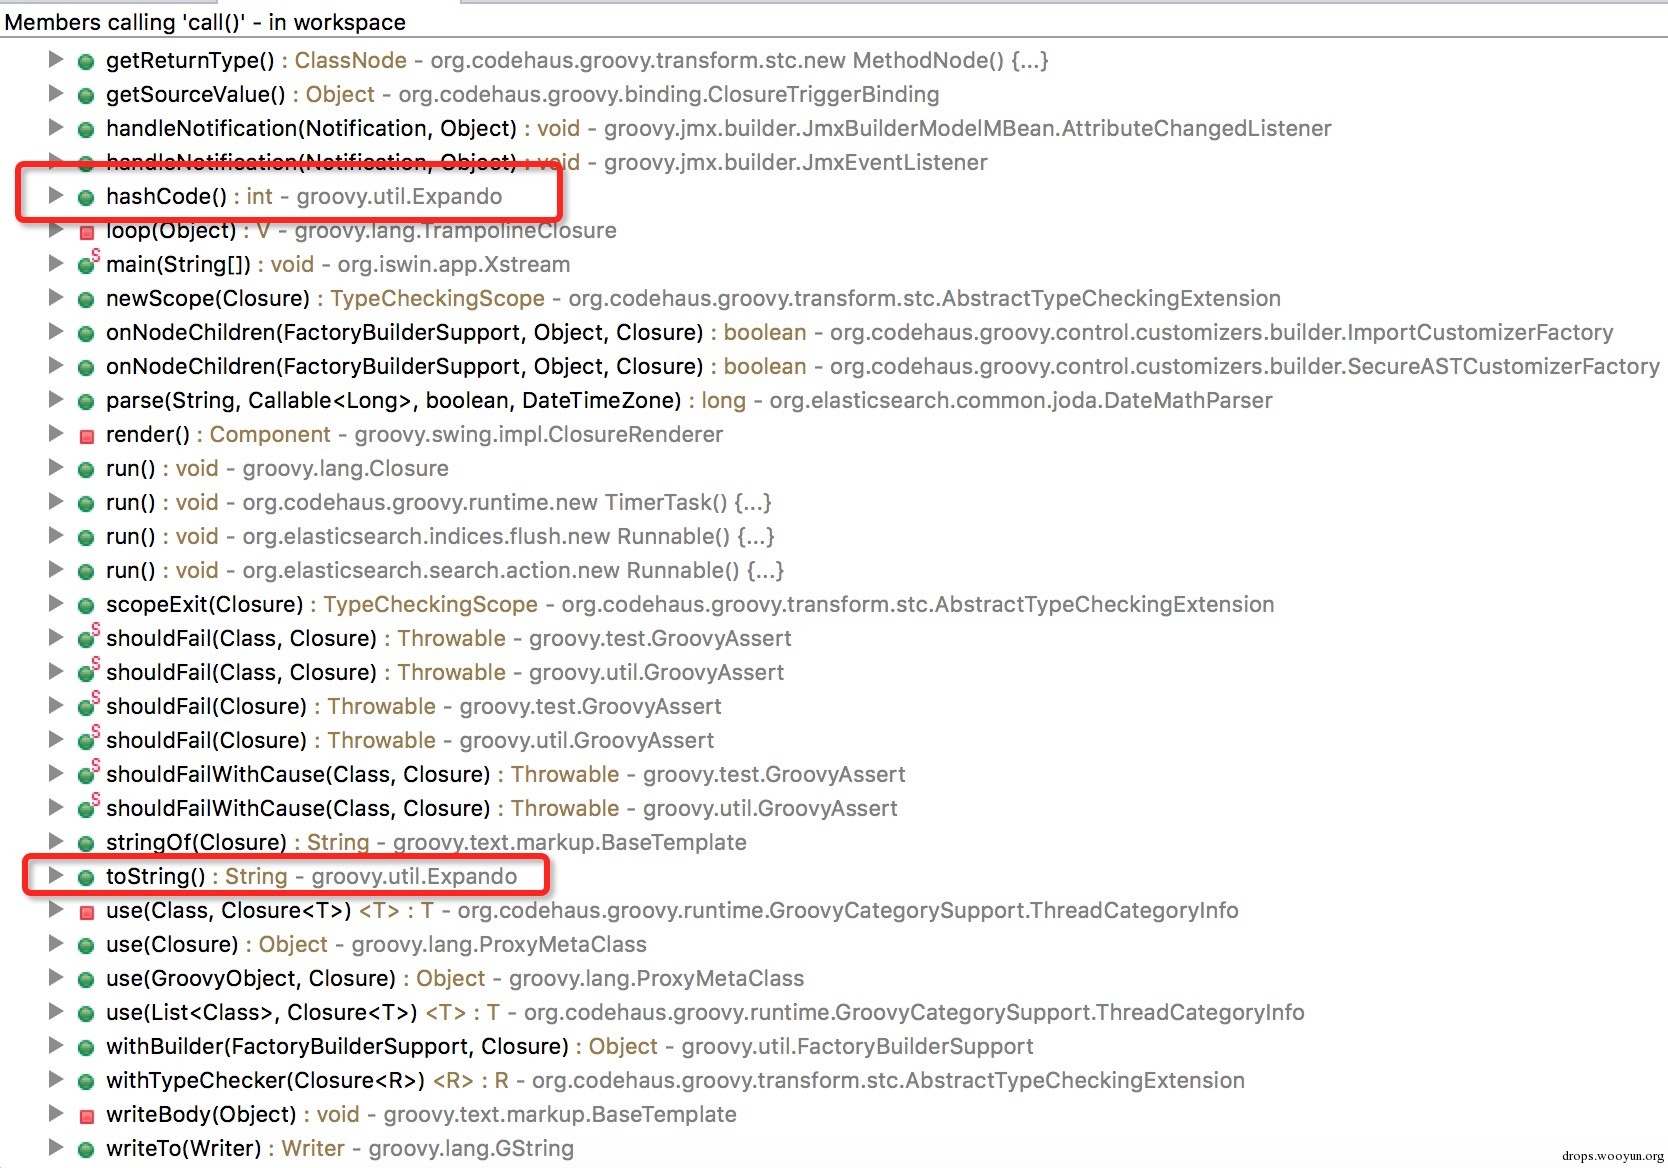 Members calling 'call()' - in workspace
getReturnType() : ClassNode - org.codehaus.groovy.transform.stc.new MethodNode() {...}
getSourceValue() : Object - org.codehaus.groovy.binding.ClosureTriggerBinding
handleNotification(Notification, Object) : void - groovy.jmx.builder.JmxBuilderModelMBean.AttributeChangedListener
handleNotification(Notification, Object) : void - groovy.jmx.builder.JmxEventListener
hashCode() : int - groovy.util.Expando
loop(Object) : V - groovy.lang.TrampolineClosure
S main(String[]) : void - org.iswin.app.Xstream
newScope(Closure) : TypeCheckingScope - org.codehaus.groovy.transform.stc.AbstractTypeCheckingExtension
onNodeChildren(FactoryBuilderSupport, Object, Closure) : boolean - org.codehaus.groovy.control.customizers.builder.ImportCustomizerFactory
onNodeChildren(FactoryBuilderSupport, Object, Closure) : boolean - org.codehaus.groovy.control.customizers.builder.SecureASTCustomizerFactory
parse(String, Callable<Long>, boolean, DateTimeZone) : long - org.elasticsearch.common.joda.DateMathParser
render() : Component - groovy.swing.impl.ClosureRenderer
run() : void - groovy.lang.Closure
run() : void - org.codehaus.groovy.runtime.new TimerTask() {...}
run() : void - org.elasticsearch.indices.flush.new Runnable() {...}
run() : void - org.elasticsearch.search.action.new Runnable() {...}
scopeExit(Closure) : TypeCheckingScope - org.codehaus.groovy.transform.stc.AbstractTypeCheckingExtension
S shouldFail(Class, Closure) : Throwable - groovy.test.GroovyAssert
S shouldFail(Class, Closure) : Throwable - groovy.util.GroovyAssert
S shouldFail(Closure) : Throwable - groovy.test.GroovyAssert
S shouldFail(Closure) : Throwable - groovy.util.GroovyAssert
S shouldFailWithCause(Class, Closure) : Throwable - groovy.test.GroovyAssert
S shouldFailWithCause(Class, Closure) : Throwable - groovy.util.GroovyAssert
stringOf(Closure) : String - groovy.text.markup.BaseTemplate
toString() : String - groovy.util.Expando
use(Class, Closure<T>) <T> : T - org.codehaus.groovy.runtime.GroovyCategorySupport.ThreadCategoryInfo
use(Closure) : Object - groovy.lang.ProxyMetaClass
use(GroovyObject, Closure) : Object - groovy.lang.ProxyMetaClass
use(List<Class>, Closure<T>) <T> : T - org.codehaus.groovy.runtime.GroovyCategorySupport.ThreadCategoryInfo
withBuilder(FactoryBuilderSupport, Closure) : Object - groovy.util.FactoryBuilderSupport
withTypeChecker(Closure<R>) <R> : R - org.codehaus.groovy.transform.stc.AbstractTypeCheckingExtension
writeBody(Object) : void - groovy.text.markup.BaseTemplate
writeTo(Writer) : Writer - groovy.lang.GString
drops.wooyun.org